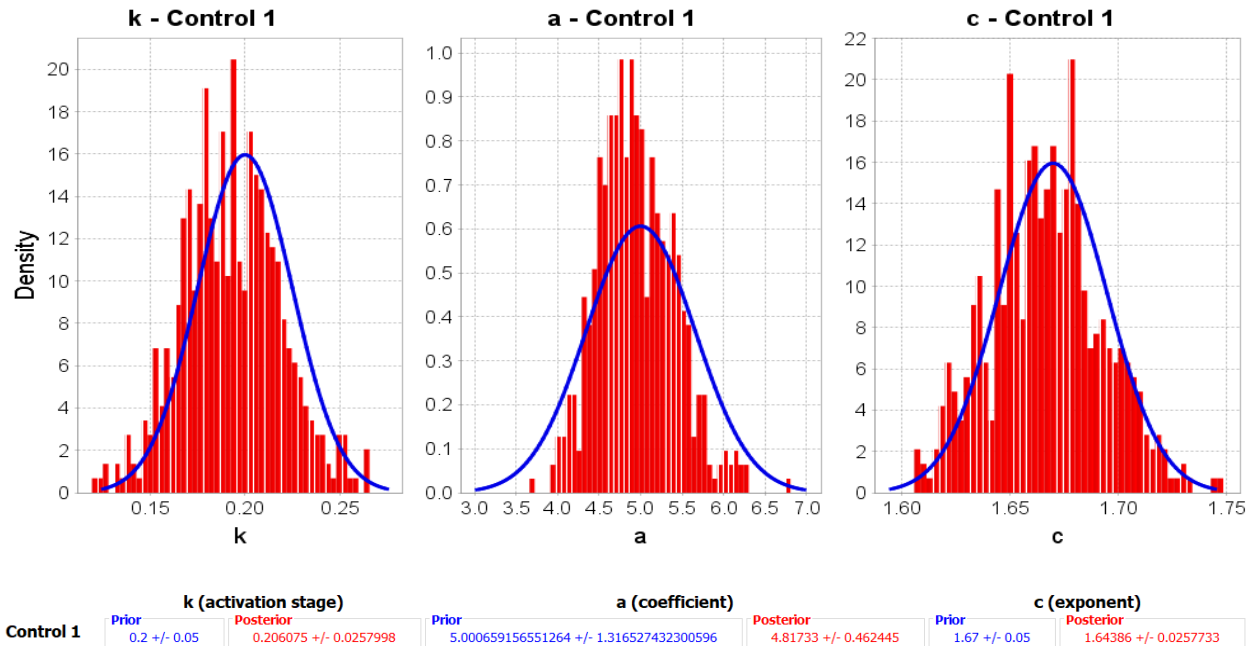 k - Control 1
a - Control 1
c - Control 1
Density
20
18
16
14
12
10
8
6
4
2
0
0.15 0.20 0.25
k
1.0
0.9
0.8
0.7
0.6
0.5
0.4
0.3
0.2
0.1
0.0
3.0 3.5 4.0 4.5 5.0 5.5 6.0 6.5 7.0
a
22
20
18
16
14
12
10
8
6
4
2
0
1.60 1.65 1.70 1.75
c
k (activation stage) a (coefficient) c (exponent)
Prior Posterior Prior Posterior Prior Posterior
Control 1 0.2 +/- 0.05 0.206075 +/- 0.0257998 5.000659156551264 +/- 1.316527432300596 4.81733 +/- 0.462445 1.67 +/- 0.05 1.64386 +/- 0.0257733